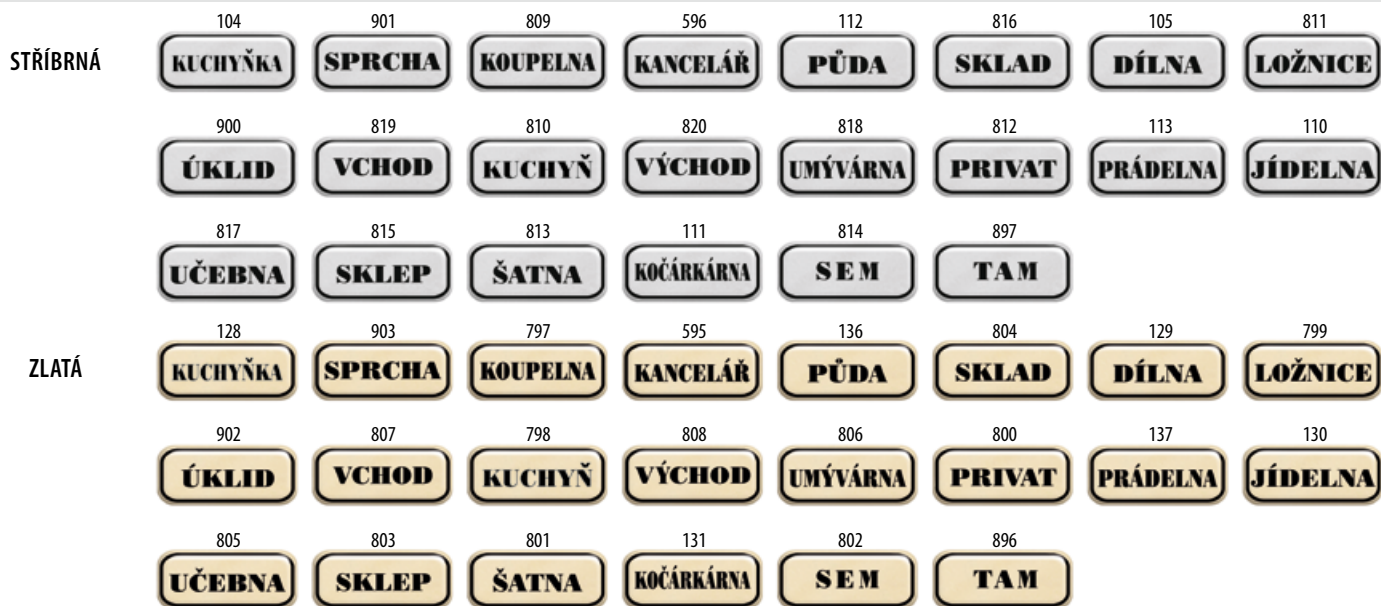 104 901 809 596 112 816 105 811
STŘÍBRNÁ KUCHYŇKA SPRCHA KOUPELNA KANCELÁŘ PŮDA SKLAD DÍLNA LOŽNICE
900 819 810 820 818 812 113 110
ÚKLID VCHOD KUCHYŇ VÝCHOD UMÝVÁRNA PRIVAT PRÁDELNA JÍDELNA
817 815 813 111 814 897
UČEBNA SKLEP ŠATNA KOČÁRKÁRNA SEM TAM
128 903 797 595 136 804 129 799
ZLATÁ KUCHYŇKA SPRCHA KOUPELNA KANCELÁŘ PŮDA SKLAD DÍLNA LOŽNICE
902 807 798 808 806 800 137 130
ÚKLID VCHOD KUCHYŇ VÝCHOD UMÝVÁRNA PRIVAT PRÁDELNA JÍDELNA
805 803 801 131 802 896
UČEBNA SKLEP ŠATNA KOČÁRKÁRNA SEM TAM